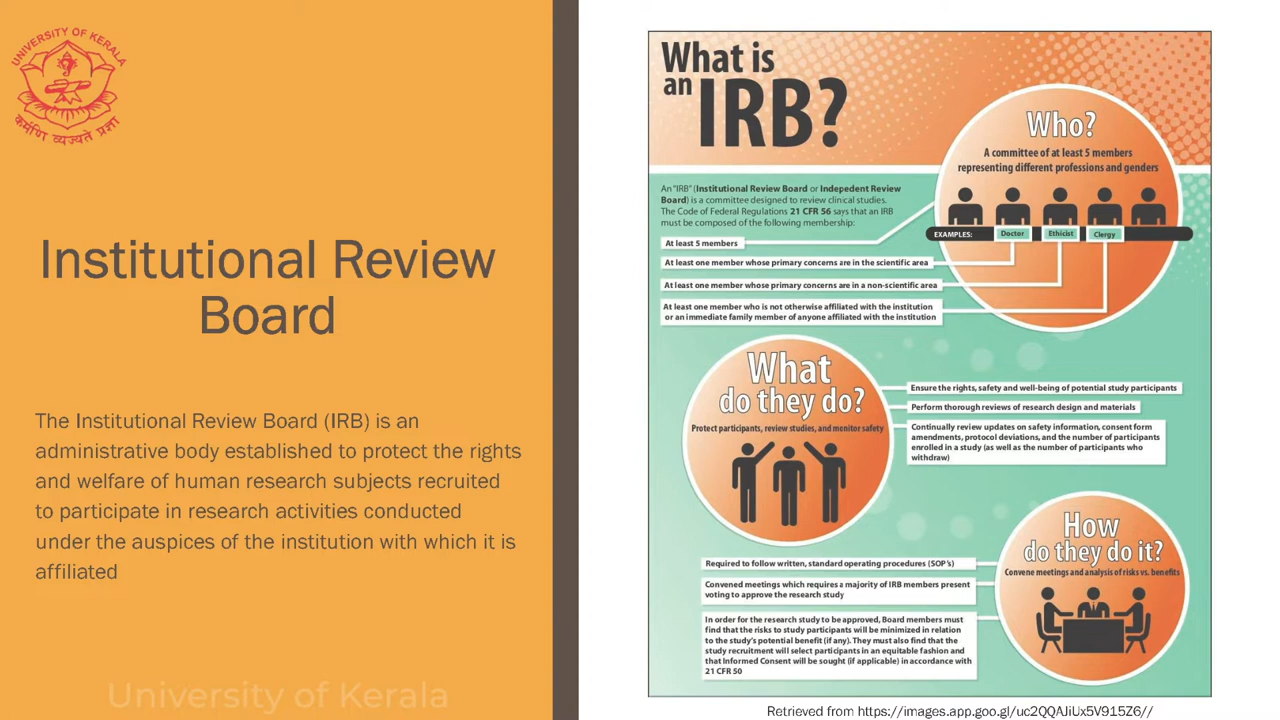 UNIVERSITY OF KERALA
कर्मणि व्यज्यते प्रज्ञा
Institutional Review
Board
The Institutional Review Board (IRB) is an
administrative body established to protect the rights
and welfare of human research subjects recruited
to participate in research activities conducted
under the auspices of the institution with which it is
affiliated
University of Kerala
What is
an IRB?
An "IRB" (Institutional Review Board or Indepedent Review
Board) is a committee designed to review clinical studies.
The Code of Federal Regulations 21 CFR 56 says that an IRB
must be composed of the following membership:
At least 5 members
At least one member whose primary concerns are in the scientific area
At least one member whose primary concerns are in a non-scientific area
At least one member who is not otherwise affiliated with the institution
or an immediate family member of anyone affiliated with the institution
Who?
A committee of at least 5 members
representing different professions and genders
EXAMPLES: Doctor Ethicist Clergy
What
do they do?
Protect participants, review studies, and monitor safety
Ensure the rights, safety and well-being of potential study participants
Perform thorough reviews of research design and materials
Continually review updates on safety information, consent form
amendments, protocol deviations, and the number of participants
enrolled in a study (as well as the number of participants who
withdraw)
How
do they do it?
Convene meetings and analysis of risks vs. benefits
Required to follow written, standard operating procedures (SOP's)
Convened meetings which requires a majority of IRB members present
voting to approve the research study
In order for the research study to be approved, Board members must
find that the risks to study participants will be minimized in relation
to the study's potential benefit (if any). They must also find that the
study recruitment will select participants in an equitable fashion and
that Informed Consent will be sought (if applicable) in accordance with
21 CFR 50
Retrieved from https://images.app.goo.gl/uc2QQAJiUx5V915Z6//